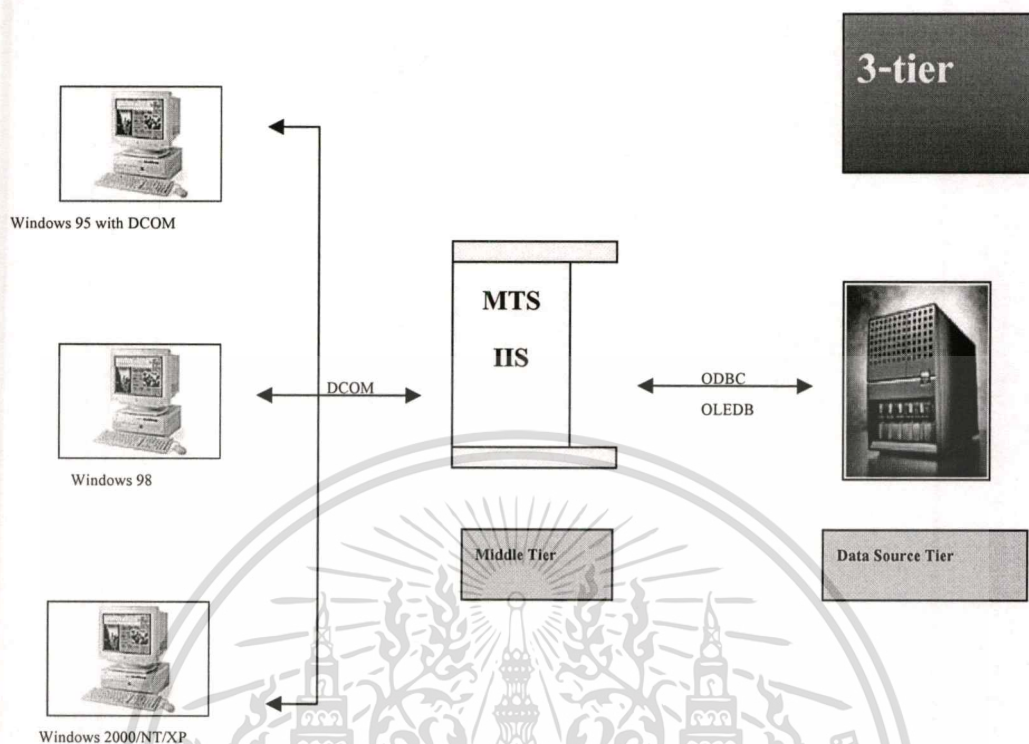 3-tier
Windows 95 with DCOM
MTS
IIS
DCOM
ODBC
OLEDB
Windows 98
Middle Tier
Data Source Tier
Windows 2000/NT/XP